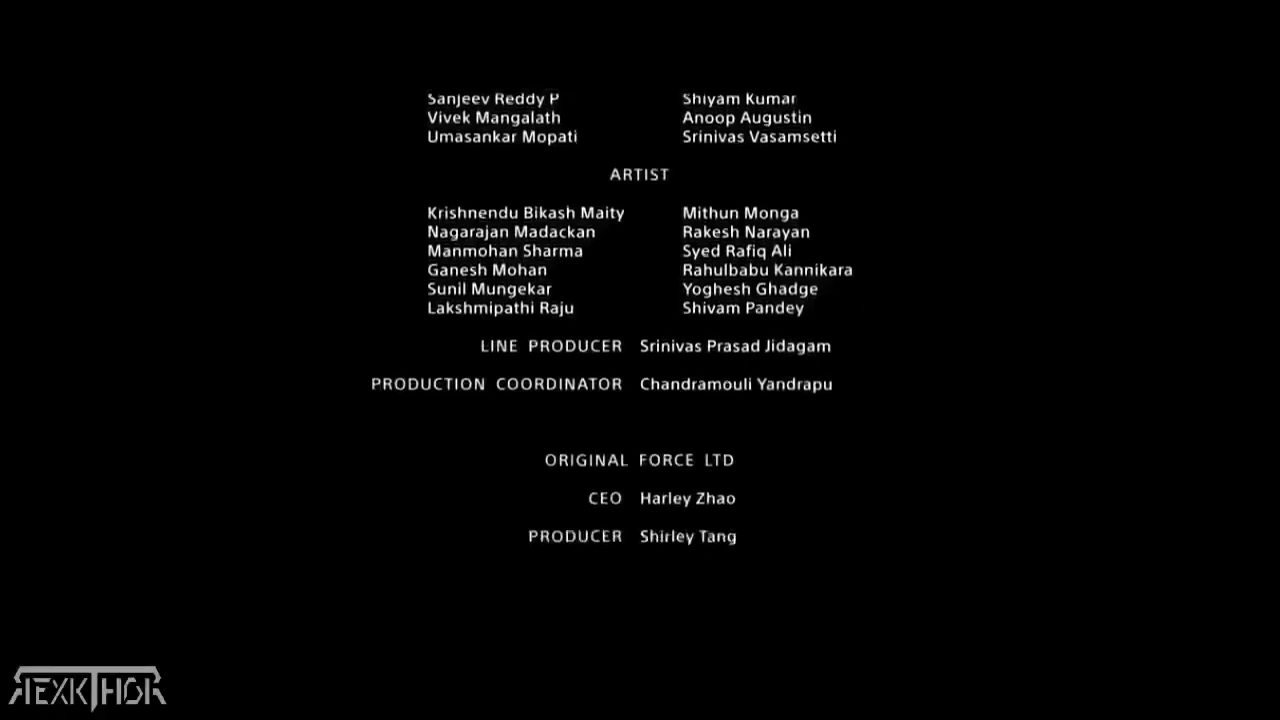 Sanjeev Reddy P Shiyam Kumar
Vivek Mangalath Anoop Augustin
Umasankar Mopati Srinivas Vasamsetti
ARTIST
Krishnendu Bikash Maity Mithun Monga
Nagarajan Madackan Rakesh Narayan
Manmohan Sharma Syed Rafiq Ali
Ganesh Mohan Rahulbabu Kannikara
Sunil Mungekar Yoghesh Ghadge
Lakshmipathi Raju Shivam Pandey
LINE PRODUCER Srinivas Prasad Jidagam
PRODUCTION COORDINATOR Chandramouli Yandrapu
ORIGINAL FORCE LTD
CEO Harley Zhao
PRODUCER Shirley Tang